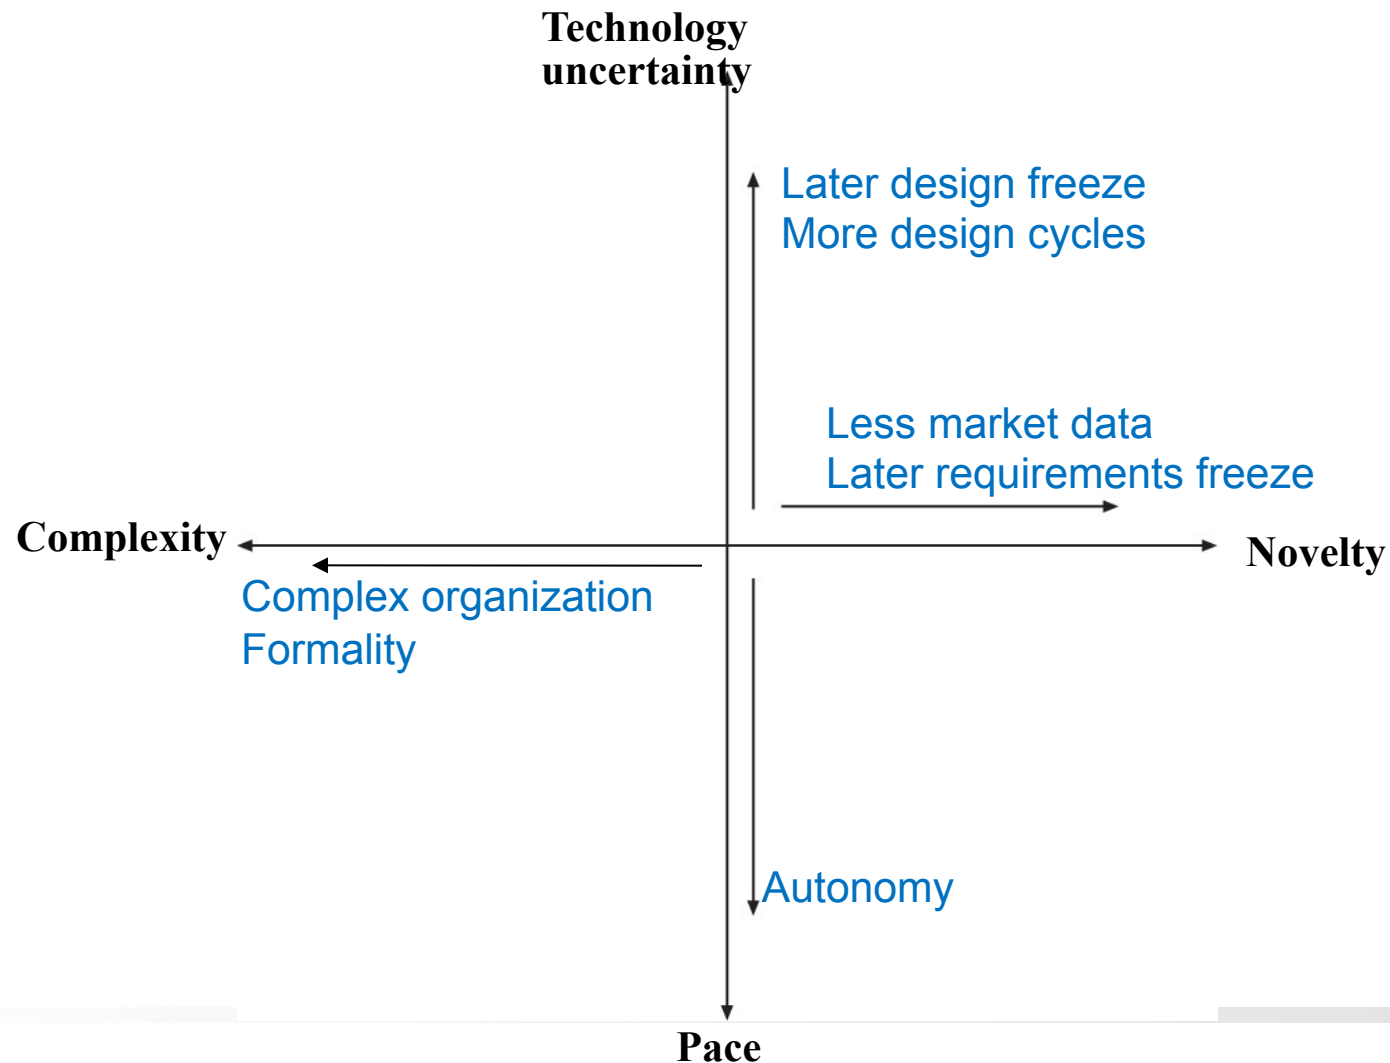 Technology
uncertainty
Later design freeze
More design cycles
Less market data
Later requirements freeze
Complexity
Novelty
Complex organization
Formality
Autonomy
Pace